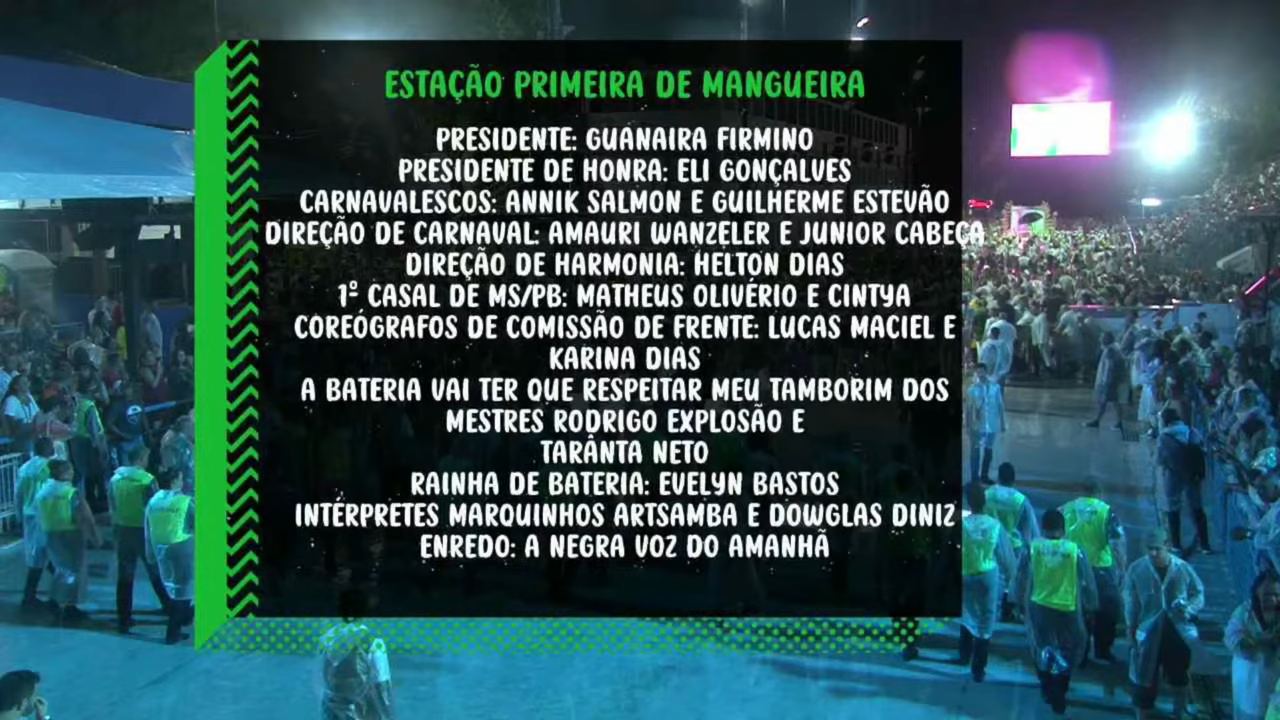 ESTAÇÃO PRIMEIRA DE MANGUEIRA
PRESIDENTE: GUANAIRA FIRMINO
PRESIDENTE DE HONRA: ELI GONÇALVES
CARNAVALESCOS: ANNIK SALMON E GUILHERME ESTEVÃO
DIREÇÃO DE CARNAVAL: AMAURI WANZELER E JUNIOR CABEÇA
DIREÇÃO DE HARMONIA: HELTON DIAS
1º CASAL DE MS/PB: MATHEUS OLIVÉRIO E CINTYA
COREÓGRAFOS DE COMISSÃO DE FRENTE: LUCAS MACIEL E
KARINA DIAS
A BATERIA VAI TER QUE RESPEITAR MEU TAMBORIM DOS
MESTRES RODRIGO EXPLOSÃO E
TARANTA NETO
RAINHA DE BATERIA: EVELYN BASTOS
INTÉRPRETES MARQUINHOS ARTSAMBA E DOWGLAS DINIZ
ENREDO: A NEGRA VOZ DO AMANHÃ